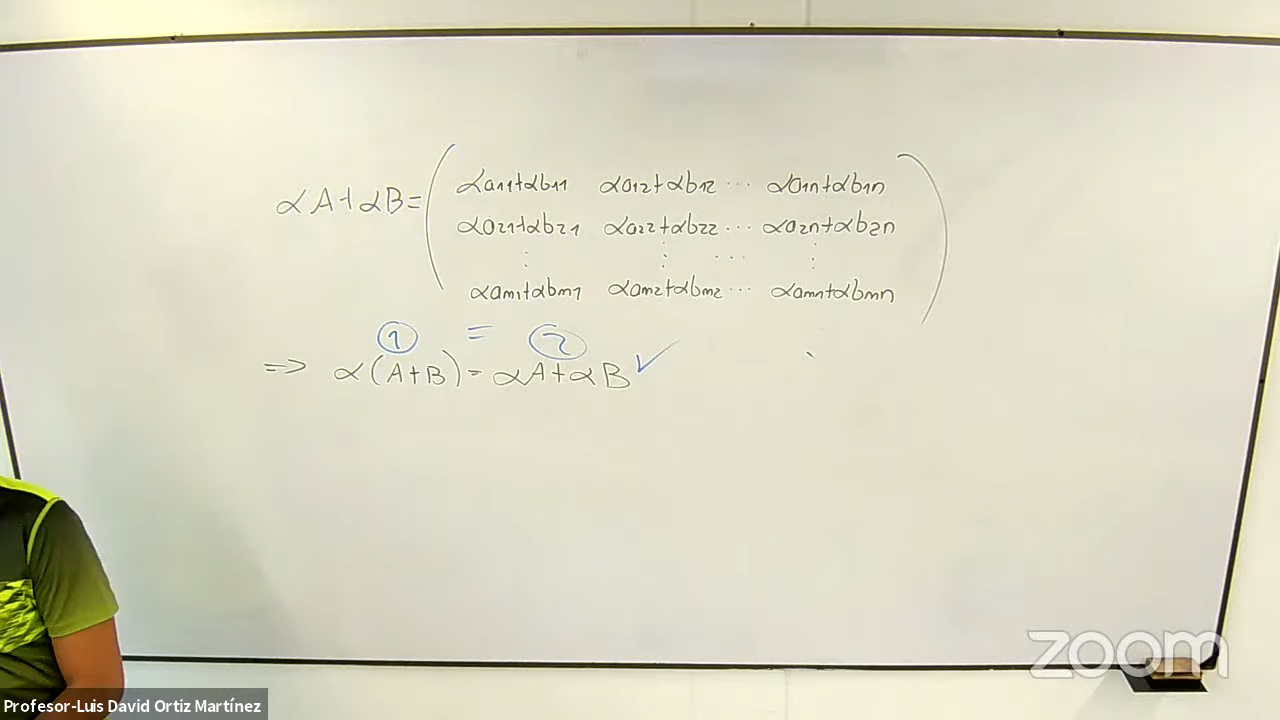 αA+αB=
αa11+αb11 αa12+αb12 ... αa1n+αb1n
αa21+αb21 αa22+αb22 ... αa2n+αb2n
⋮ ⋮ ... ⋮
αam1+αbm1 αam2+αbm2 ... αamn+αbmn
① = ②
=> α(A+B)=αA+αB ✓
zoom
Profesor-Luis David Ortiz Martínez